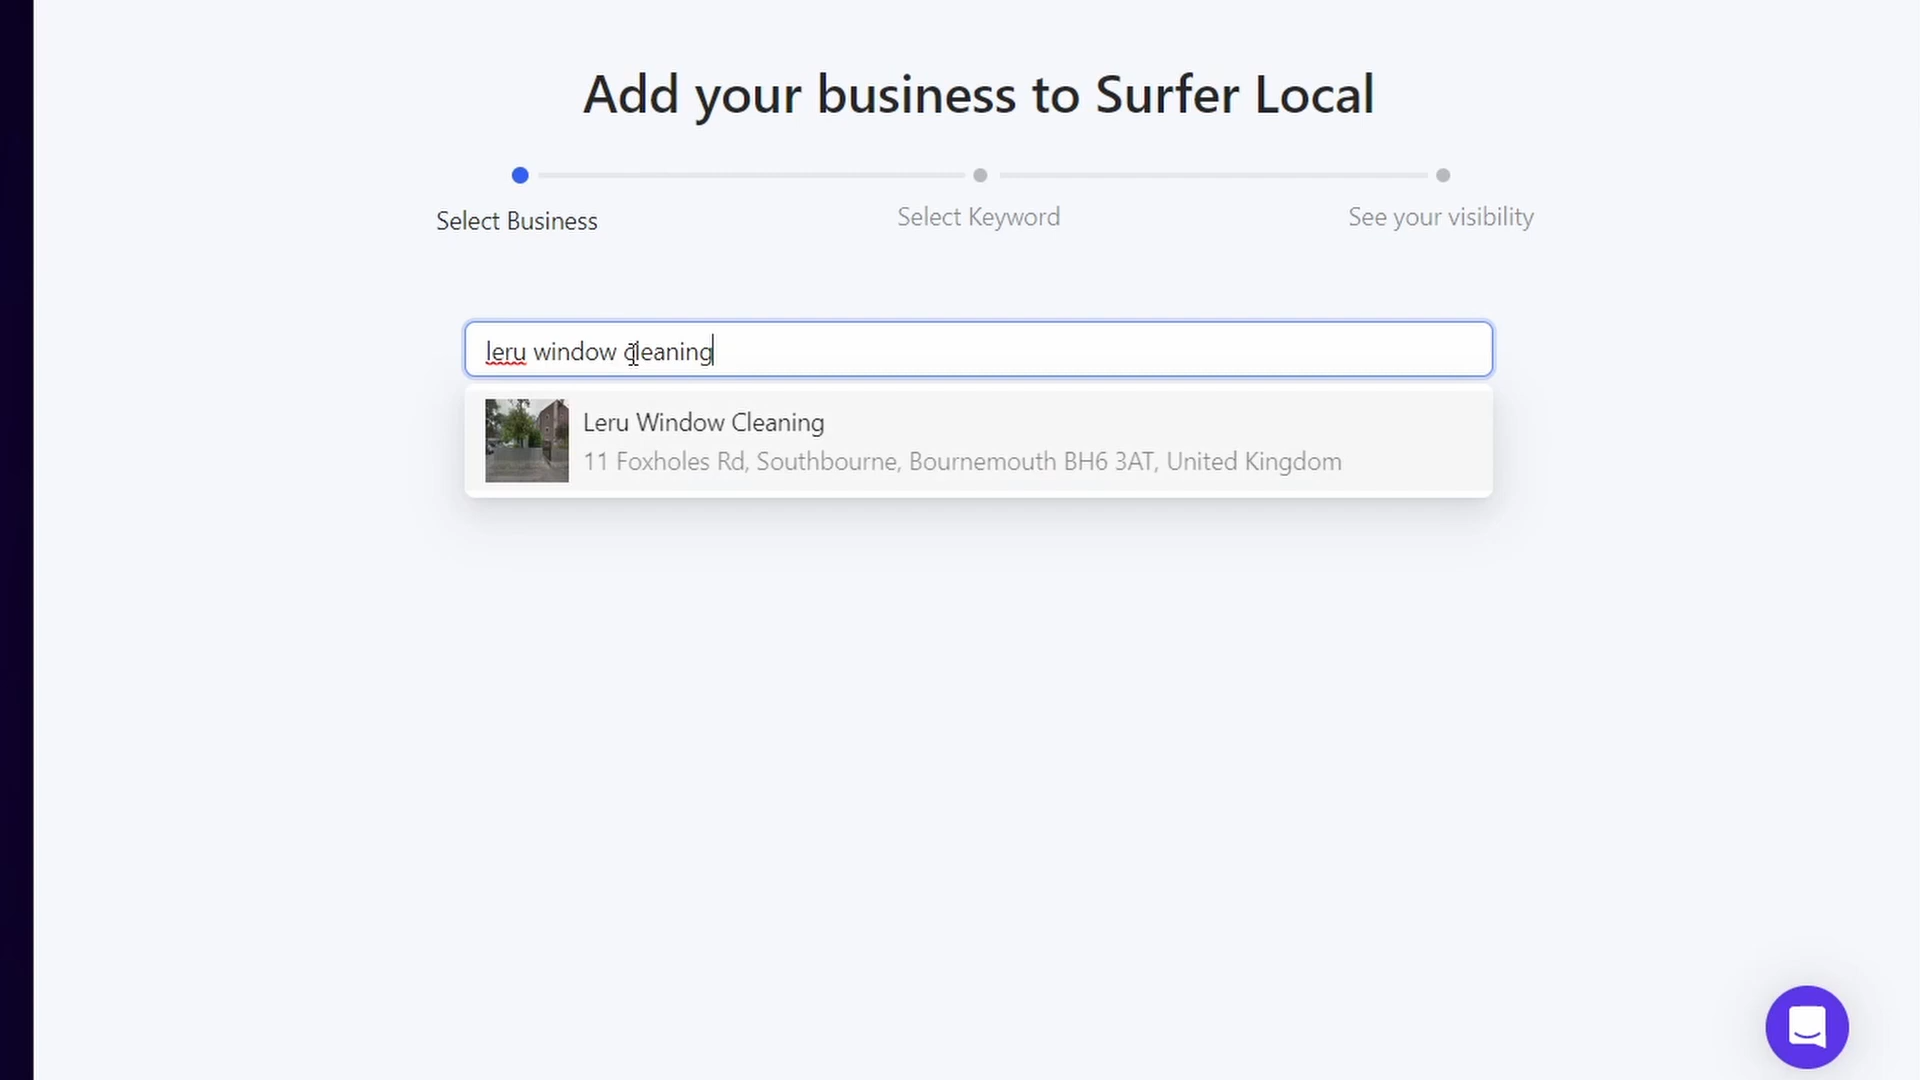 Add your business to Surfer Local
Select Business
Select Keyword
See your visibility
leru window cleaning
Leru Window Cleaning
11 Foxholes Rd, Southbourne, Bournemouth BH6 3AT, United Kingdom